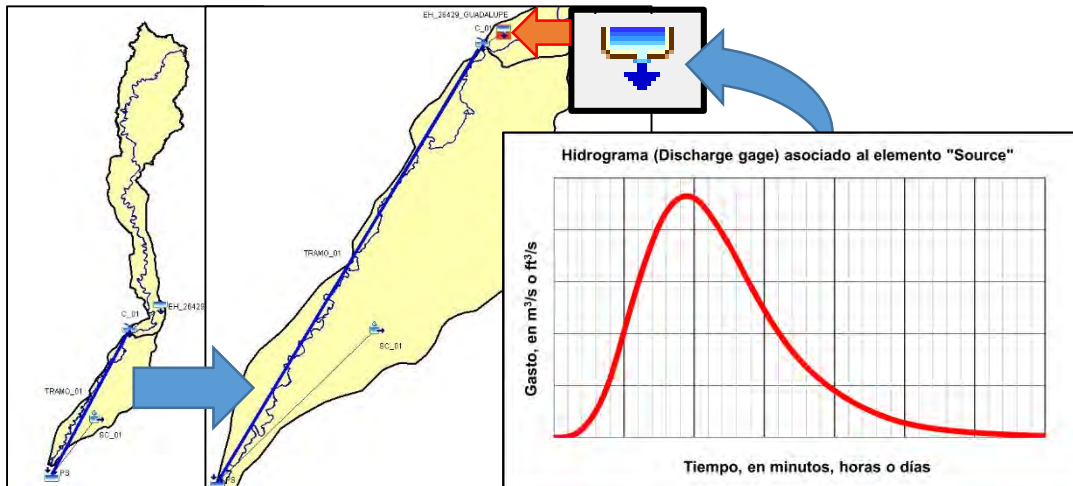 EH_26429
C_01
TRAMO_01
SC_01
PS
EH_26429_GUADALUPE
C_01
TRAMO_01
SC_01
PS
Hidrograma (Discharge gage) asociado al elemento "Source"
Gasto, en m³/s o ft³/s
Tiempo, en minutos, horas o días